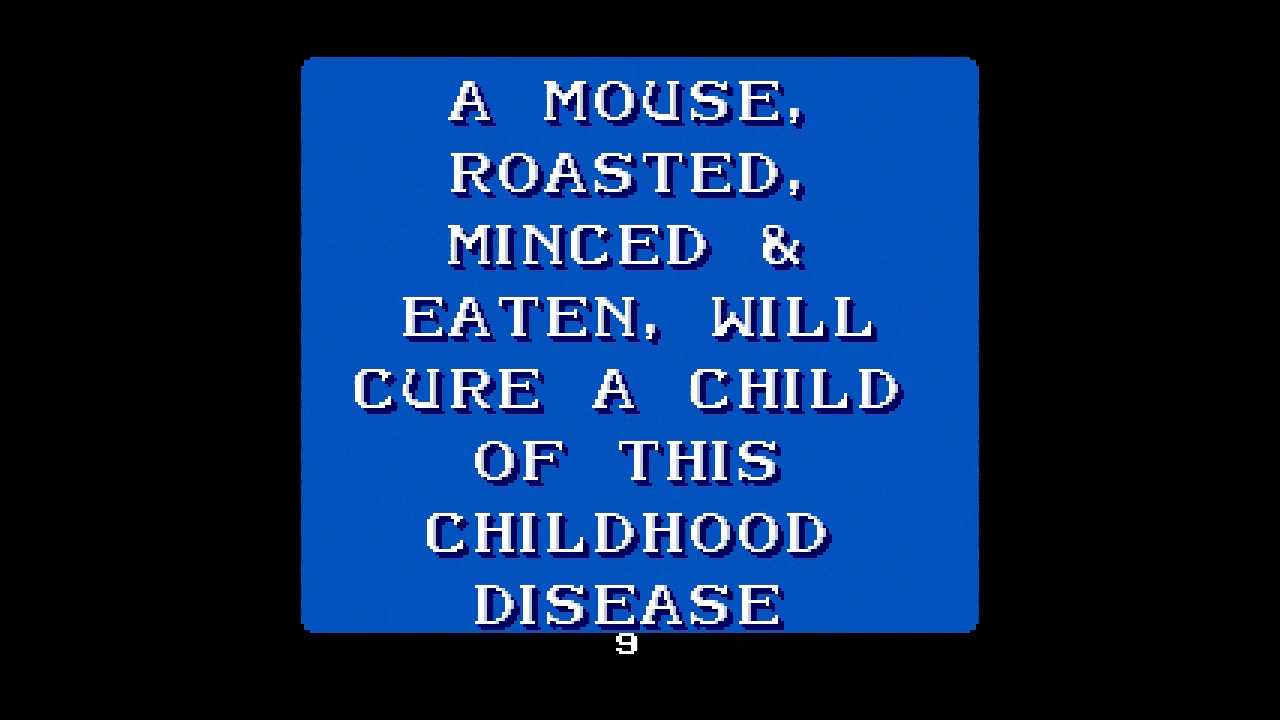 A MOUSE,
ROASTED,
MINCED &
EATEN, WILL
CURE A CHILD
OF THIS
CHILDHOOD
DISEASE
9